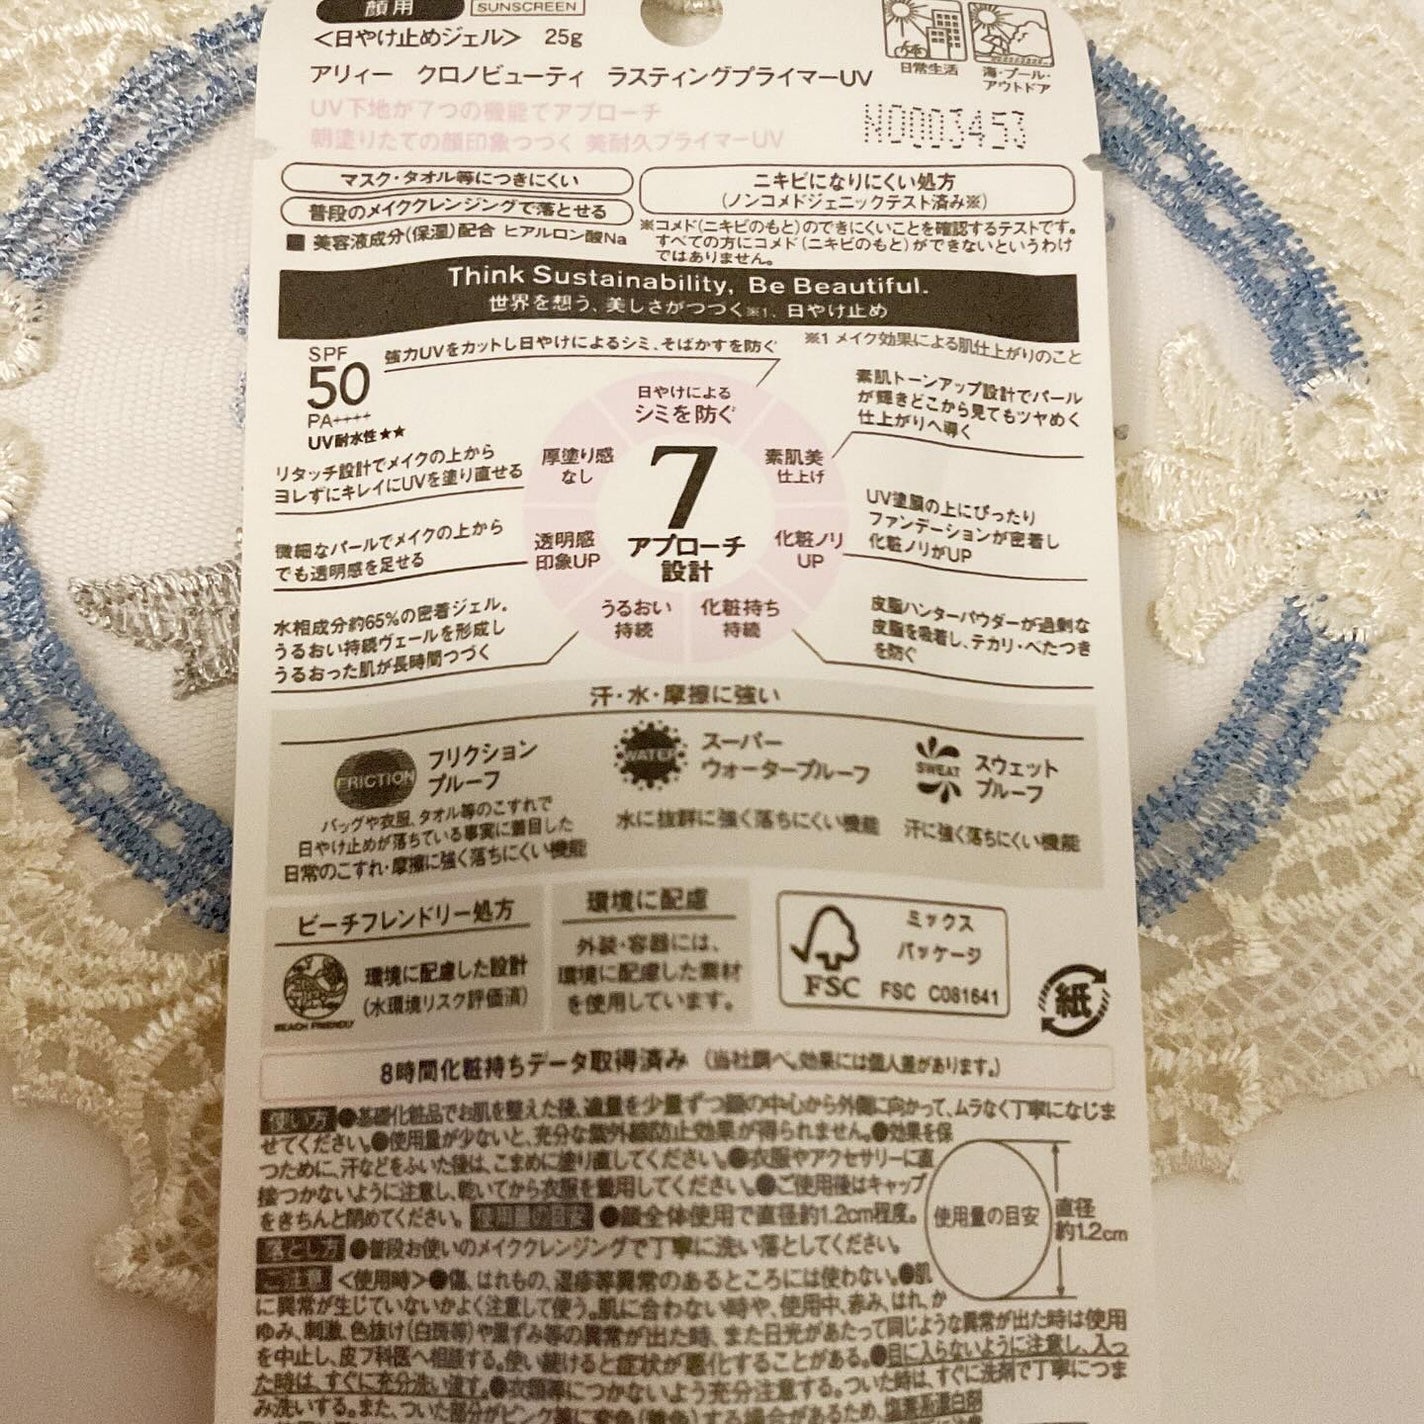 顔用 SUNSCREEN
<日やけ止めジェル> 25g
日常生活
海・プール・
アウトドア
アリィー クロノビューティ ラスティングプライマーUV
UV下地が7つの機能でアプローチ
朝塗りたての顔印象つづく 美耐久プライマーUV
N0003453
マスク・タオル等につきにくい
普段のメイククレンジングで落とせる
■ 美容液成分(保湿)配合 ヒアルロン酸Na
ニキビになりにくい処方
(ノンコメドジェニックテスト済み※)
※コメド(ニキビのもと)のできにくいことを確認するテストです。
すべての方にコメド(ニキビのもと)ができないというわけ
ではありません。
Think Sustainability, Be Beautiful.
世界を想う、美しさがつづく※1、日やけ止め
※1 メイク効果による肌仕上がりのこと
SPF
50
PA++++
UV耐水性★★
強力UVをカットし日やけによるシミ、そばかすを防ぐ
日やけによる
シミを防ぐ
素肌トーンアップ設計でパール
が輝きどこから見てもツヤめく
仕上がりへ導く
素肌美
仕上げ
リタッチ設計でメイクの上から
ヨレずにキレイにUVを塗り直せる
厚塗り感
なし
7
アプローチ
設計
UV塗膜の上にぴったり
ファンデーションが密着し
化粧ノリがUP
化粧ノリ
UP
微細なパールでメイクの上から
でも透明感を足せる
透明感
印象UP
水相成分約65%の密着ジェル。
うるおい持続ヴェールを形成し
うるおった肌が長時間つづく
うるおい
持続
化粧持ち
持続
皮脂ハンターパウダーが過剰な
皮脂を吸着し、テカリ・べたつき
を防ぐ
汗・水・摩擦に強い
FRICTION
フリクション
プルーフ
バッグや衣服、タオル等のこすれで
日やけ止めが落ちている事実に着目した
日常のこすれ・摩擦に強く落ちにくい機能
WATER
スーパー
ウォータープルーフ
水に抜群に強く落ちにくい機能
SWEAT
スウェット
プルーフ
汗に強く落ちにくい機能
ビーチフレンドリー処方
BEACH FRIENDLY
環境に配慮した設計
(水環境リスク評価済)
環境に配慮
外装・容器には、
環境に配慮した素材
を使用しています。
FSC
ミックス
パッケージ
FSC C081641
紙
8時間化粧持ちデータ取得済み (当社調べ。効果には個人差があります。)
使い方 ●基礎化粧品でお肌を整えた後、適量を少量ずつ顔の中心から外側に向かって、ムラなく丁寧になじま
せてください。●使用量が少ないと、充分な紫外線防止効果が得られません。●効果を保
つために、汗などをふいた後は、こまめに塗り直してください。●衣服やアクセサリーに直
接つかないように注意し、乾いてから衣服を着用してください。●ご使用後はキャップ
をきちんと閉めてください。 使用量の目安 ●顔全体使用で直径約1.2cm程度。
使用量の目安
直径
約1.2cm
落とし方 ●普段お使いのメイククレンジングで丁寧に洗い落としてください。
ご注意 <使用時>●傷、はれもの、湿疹等異常のあるところには使わない。●肌
に異常が生じていないかよく注意して使う。肌に合わない時や、使用中、赤み、はれ、か
ゆみ、刺激、色抜け(白斑等)や黒ずみ等の異常が出た時、また日光があたって同じような異常が出た時は使用
を中止し、皮フ科医へ相談する。使い続けると症状が悪化することがある。●目に入らないように注意し、入っ
た時は、すぐに充分洗い流す。●衣類等につかないよう充分注意する。ついた時は、すぐに洗剤で丁寧につま
み洗いする。また、ついた部分がピンク等に変色(着色)する場合があるため、塩素系漂白剤